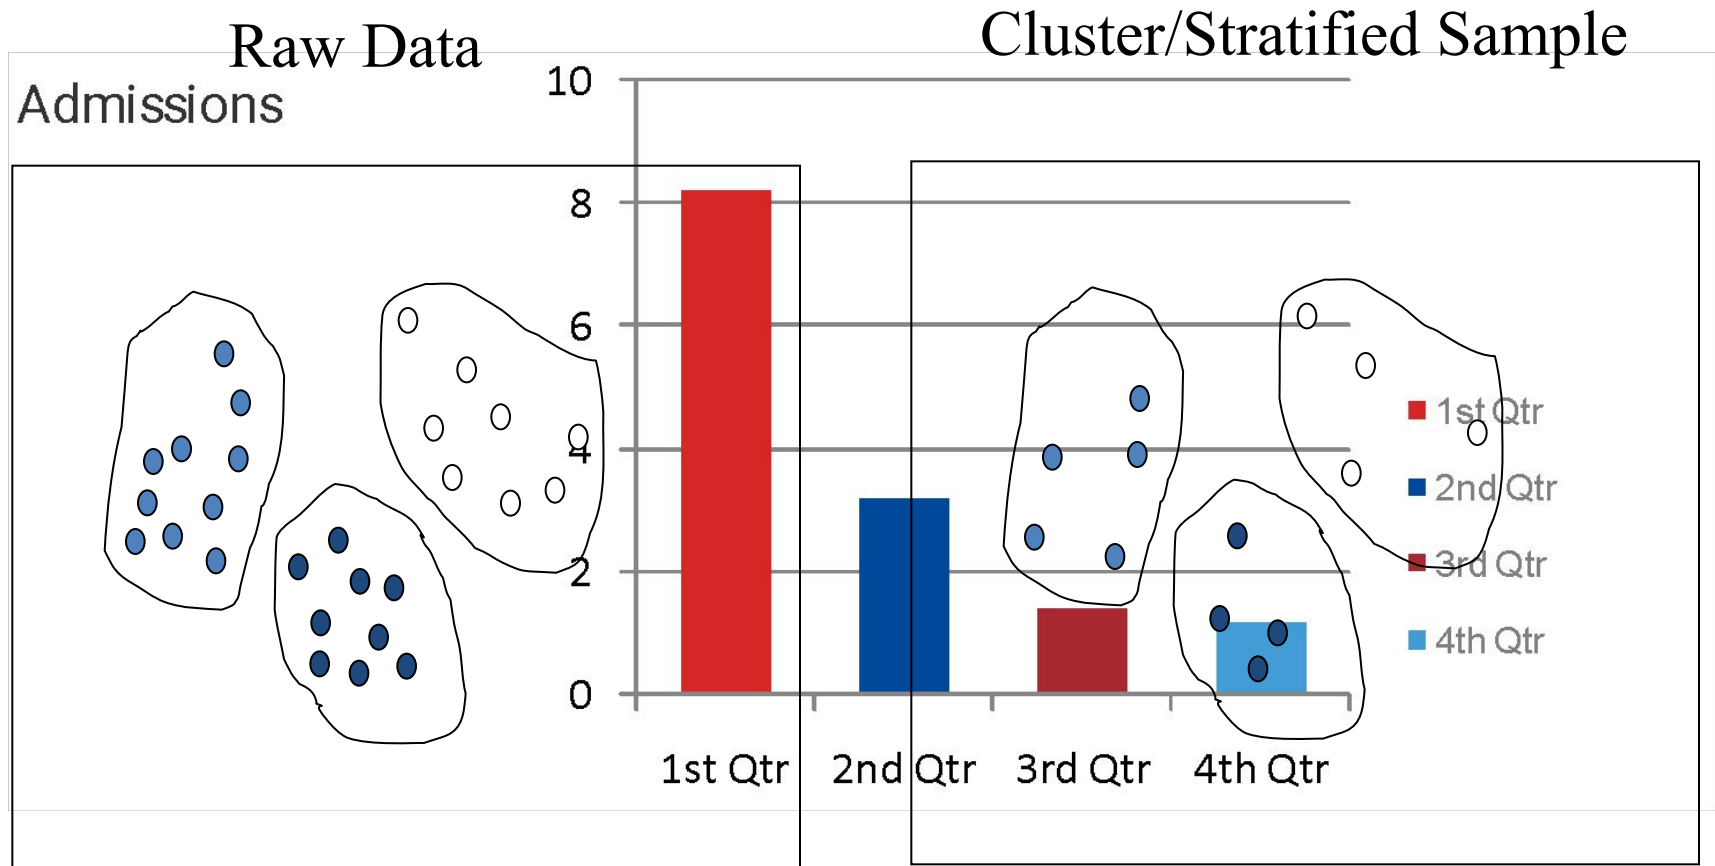 Raw Data
Cluster/Stratified Sample
Admissions
10
8
6
4
2
0
1st Qtr
2nd Qtr
3rd Qtr
4th Qtr
1st Qtr
2nd Qtr
3rd Qtr
4th Qtr